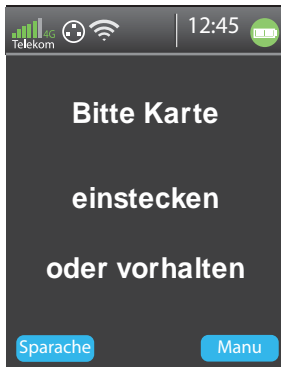 4G 12:45
Telekom
Bitte Karte
einstecken
oder vorhalten
Sparache Manu